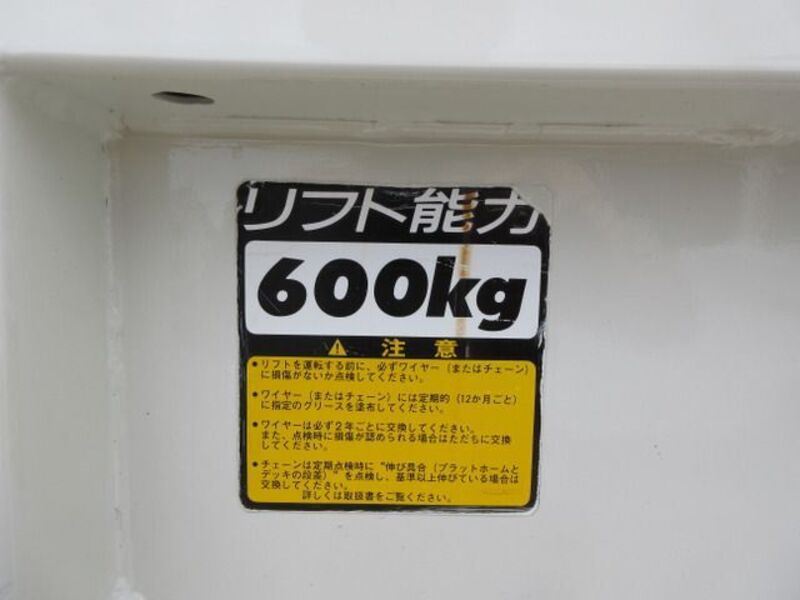 リフト能力
600kg
注意
●リフトを運転する前に、必ずワイヤー（またはチェーン）
に損傷がないか点検してください。
●ワイヤー（またはチェーン）には定期的（12か月ごと）
に指定のグリースを塗布してください。
●ワイヤーは必ず2年ごとに交換してください。
また、点検時に損傷が認められる場合はただちに交換
してください。
●チェーンは定期点検時に“伸び具合（プラットホームと
デッキの段差）”を点検し、基準以上伸びている場合は
交換してください。
詳しくは取扱書をご覧ください。